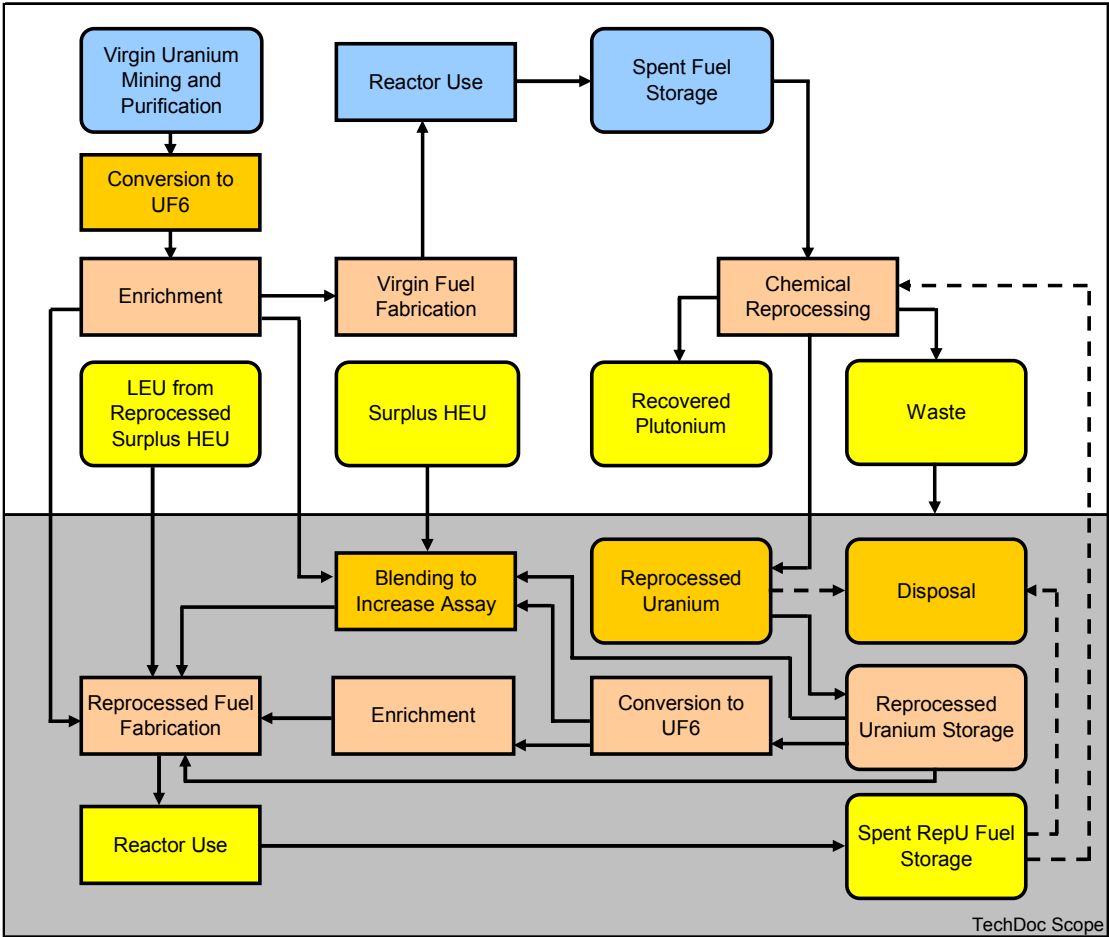 Virgin Uranium
Mining and
Purification
Reactor Use
Spent Fuel
Storage
Conversion to
UF6
Enrichment
Virgin Fuel
Fabrication
Chemical
Reprocessing
LEU from
Reprocessed
Surplus HEU
Surplus HEU
Recovered
Plutonium
Waste
Blending to
Increase Assay
Reprocessed
Uranium
Disposal
Reprocessed Fuel
Fabrication
Enrichment
Conversion to
UF6
Reprocessed
Uranium Storage
Reactor Use
Spent RepU Fuel
Storage
TechDoc Scope